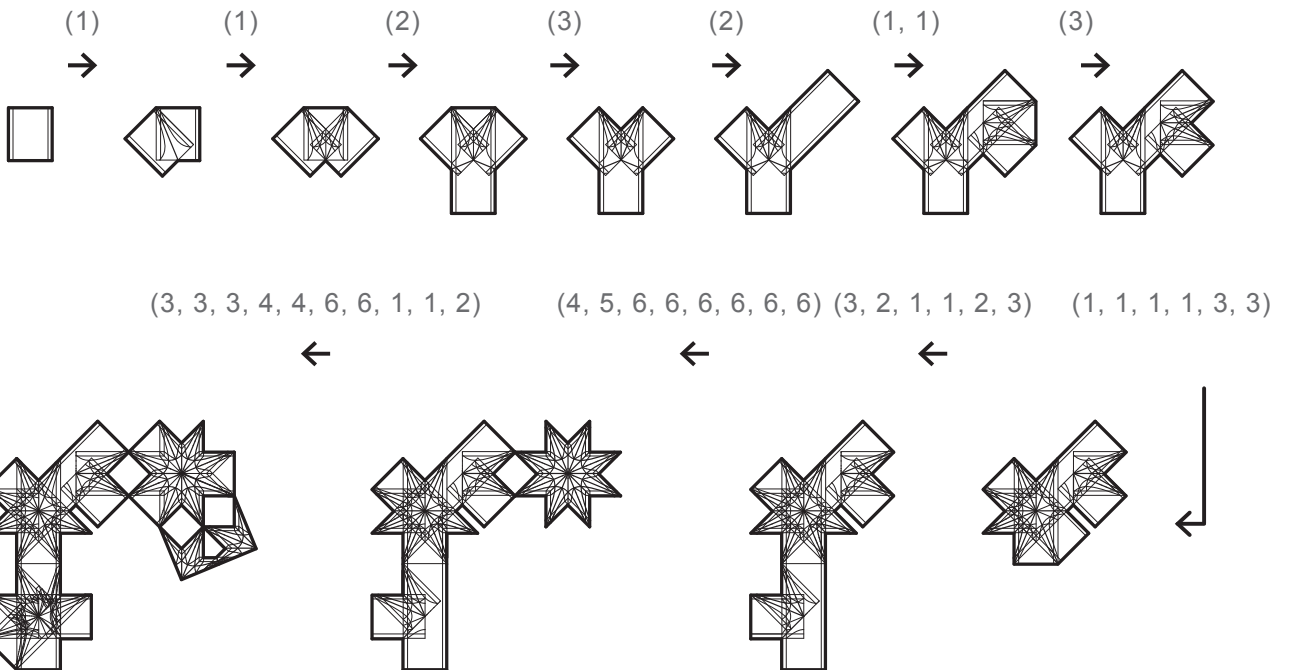 (1) (1) (2) (3) (2) (1, 1) (3)
(3, 3, 3, 4, 4, 6, 6, 1, 1, 2) (4, 5, 6, 6, 6, 6, 6, 6) (3, 2, 1, 1, 2, 3) (1, 1, 1, 1, 3, 3)